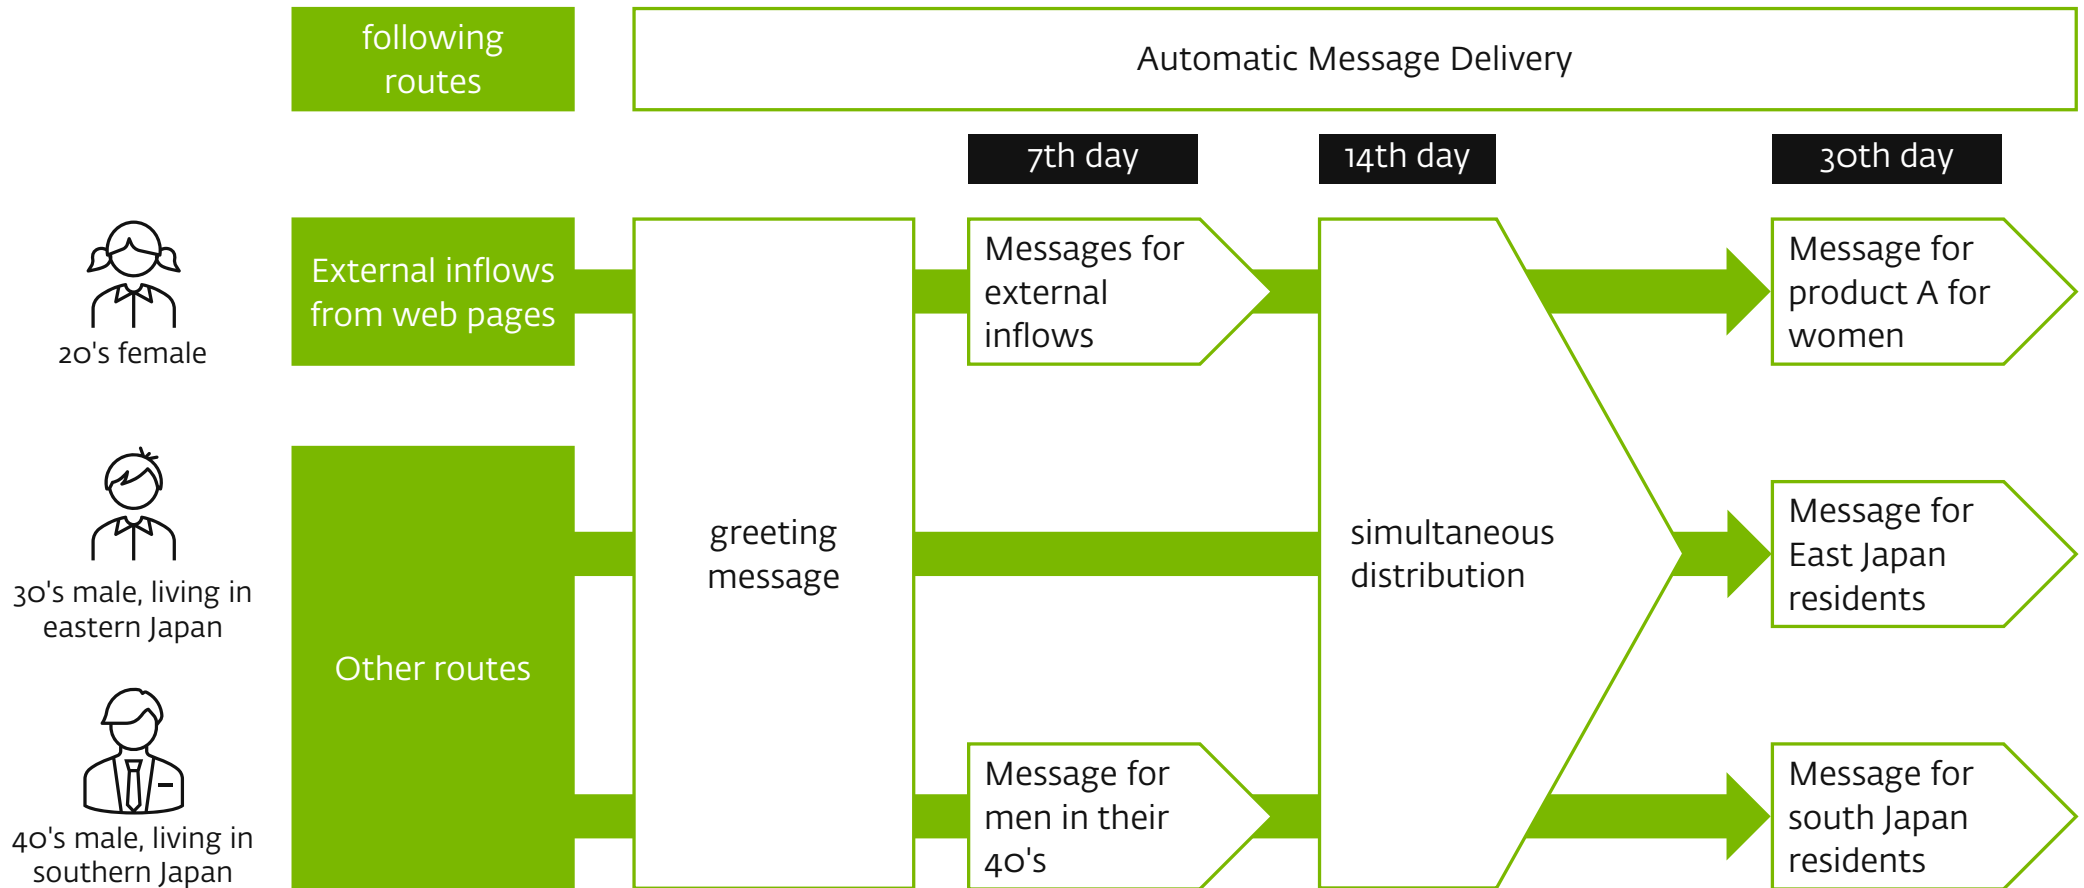 following
routes
Automatic Message Delivery
7th day
14th day
30th day
20's female
External inflows
from web pages
Messages for
external
inflows
Message for
product A for
women
30's male, living in
eastern Japan
Other routes
greeting
message
simultaneous
distribution
Message for
East Japan
residents
40's male, living in
southern Japan
Message for
men in their
40's
Message for
south Japan
residents